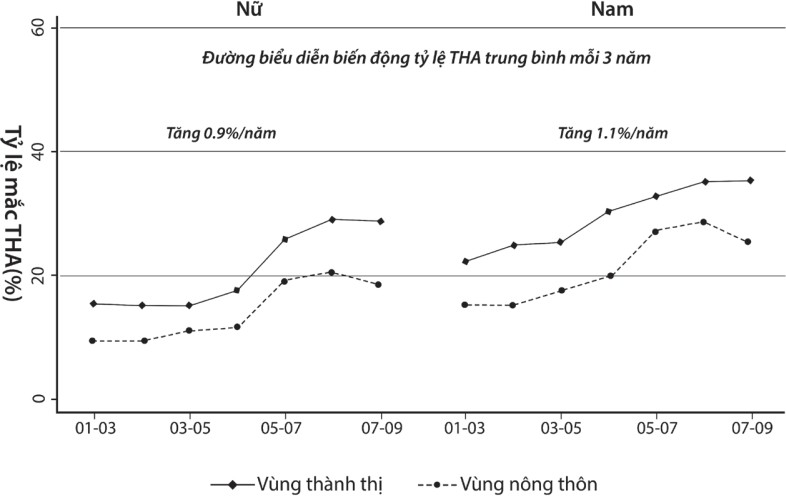 Nữ
Nam
60
Đường biểu diễn biến động tỷ lệ THA trung bình mỗi 3 năm
Tăng 0.9%/năm
Tăng 1.1%/năm
40
Tỷ lệ mắc THA(%)
20
0
01-03 03-05 05-07 07-09 01-03 03-05 05-07 07-09
Vùng thành thị Vùng nông thôn